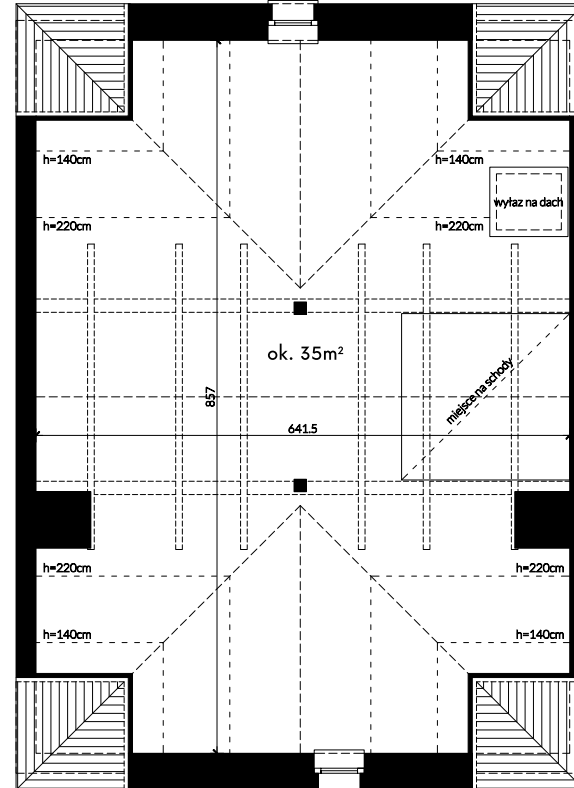 h=140cm
h=140cm
wyłaz na dach
h=220cm
h=220cm
ok. 35m²
miejsce na schody
857
641.5
h=220cm
h=220cm
h=140cm
h=140cm